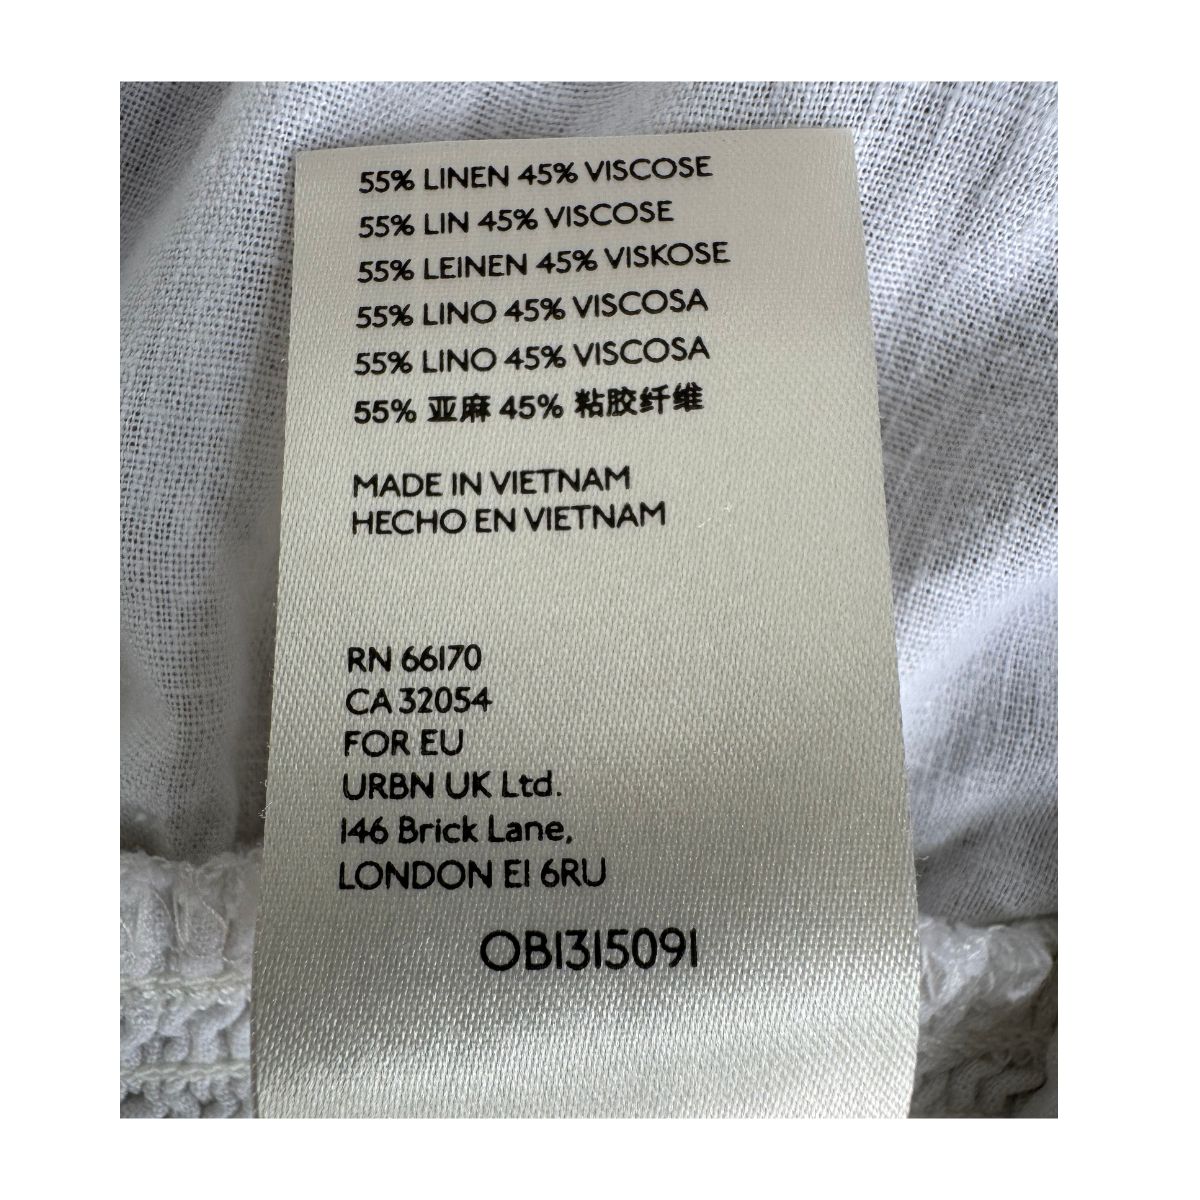 55% LINEN 45% VISCOSE
55% LIN 45% VISCOSE
55% LEINEN 45% VISKOSE
55% LINO 45% VISCOSA
55% LINO 45% VISCOSA
55% 亚麻 45% 粘胶纤维
MADE IN VIETNAM
HECHO EN VIETNAM
RN 66170
CA 32054
FOR EU
URBN UK Ltd.
146 Brick Lane,
LONDON E1 6RU
OB1315091